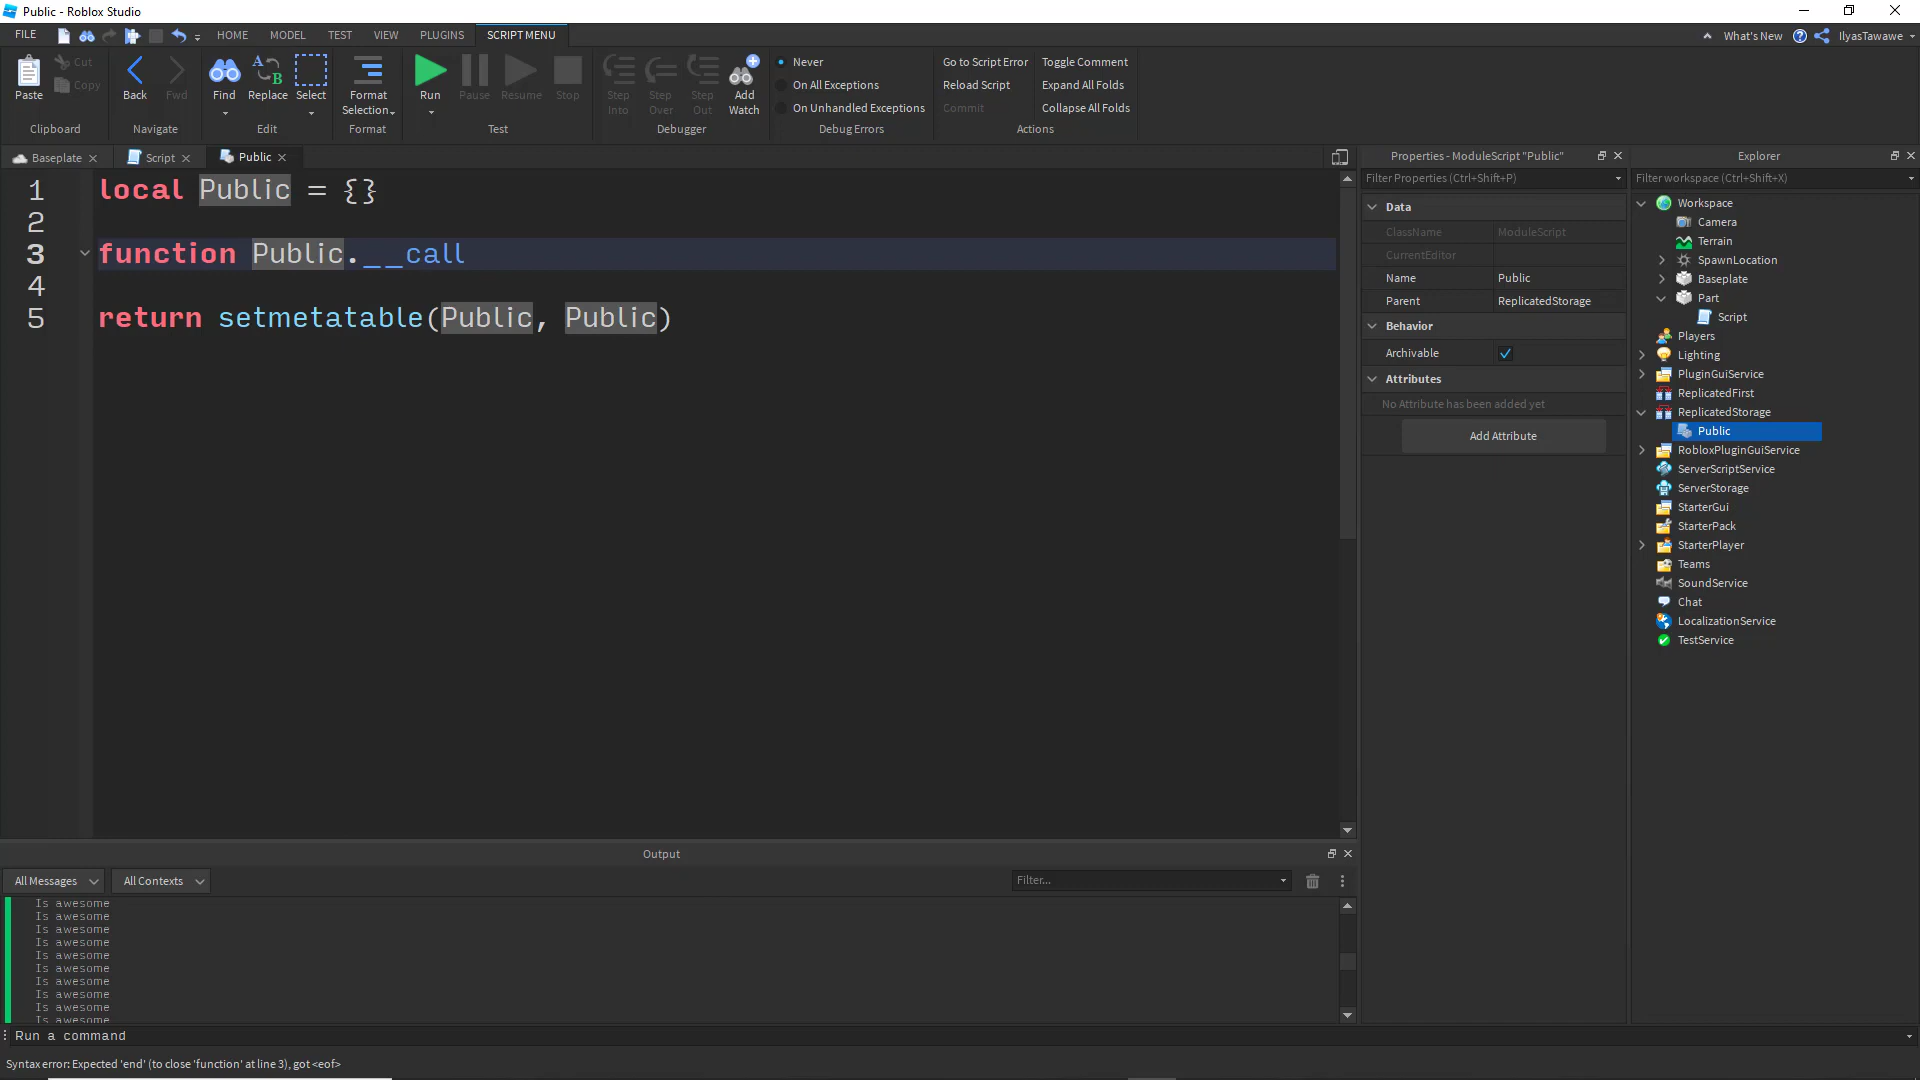 Public - Roblox Studio
FILE HOME MODEL TEST VIEW PLUGINS SCRIPT MENU What's New IlyasTawawe
Paste Cut Copy Back Fwd Find Replace Select Format Selection Run Pause Resume Stop Step Into Step Over Step Out Add Watch
Never
On All Exceptions
On Unhandled Exceptions
Go to Script Error
Reload Script
Commit
Toggle Comment
Expand All Folds
Collapse All Folds
Clipboard Navigate Edit Format Test Debugger Debug Errors Actions
Baseplate Script Public
1 local Public = {}
2
3 function Public.__call
4
5 return setmetatable(Public, Public)
Properties - ModuleScript "Public"
Filter Properties (Ctrl+Shift+P)
Data
ClassName ModuleScript
CurrentEditor
Name Public
Parent ReplicatedStorage
Behavior
Archivable
Attributes
No Attribute has been added yet
Add Attribute
Explorer
Filter workspace (Ctrl+Shift+X)
Workspace
Camera
Terrain
SpawnLocation
Baseplate
Part
Script
Players
Lighting
PluginGuiService
ReplicatedFirst
ReplicatedStorage
Public
RobloxPluginGuiService
ServerScriptService
ServerStorage
StarterGui
StarterPack
StarterPlayer
Teams
SoundService
Chat
LocalizationService
TestService
Output
All Messages All Contexts Filter...
Is awesome
Is awesome
Is awesome
Is awesome
Is awesome
Is awesome
Is awesome
Is awesome
Is awesome
Is awesome
Run a command
Syntax error: Expected 'end' (to close 'function' at line 3), got <eof>